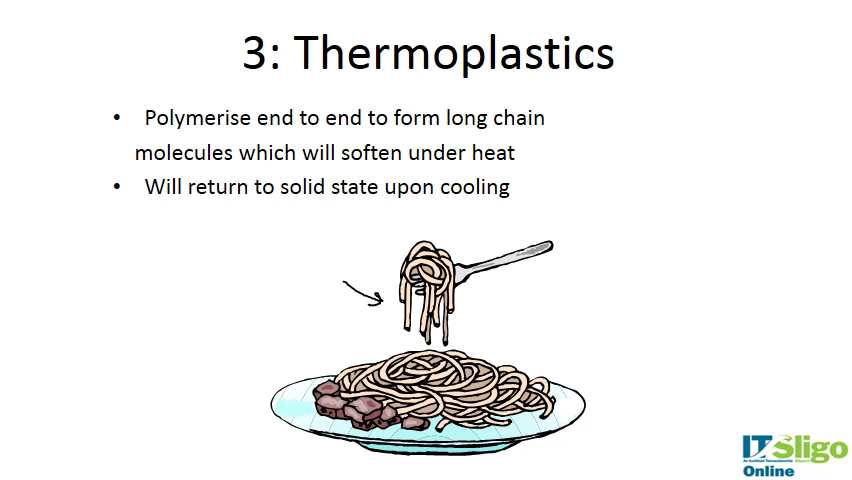 3: Thermoplastics
• Polymerise end to end to form long chain
molecules which will soften under heat
• Will return to solid state upon cooling
IT Sligo
Online